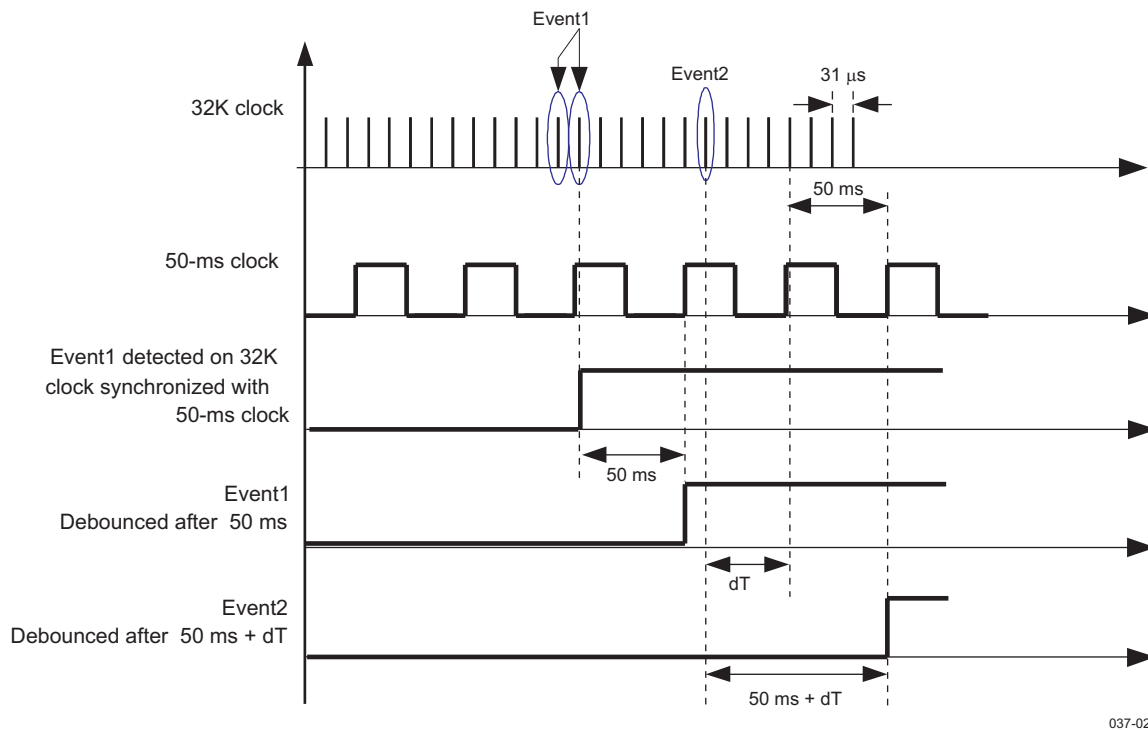 Event1
Event2
31 μs
32K clock
50 ms
50-ms clock
Event1 detected on 32K
clock synchronized with
50-ms clock
50 ms
Event1
Debounced after 50 ms
dT
Event2
Debounced after 50 ms + dT
50 ms + dT
037-02